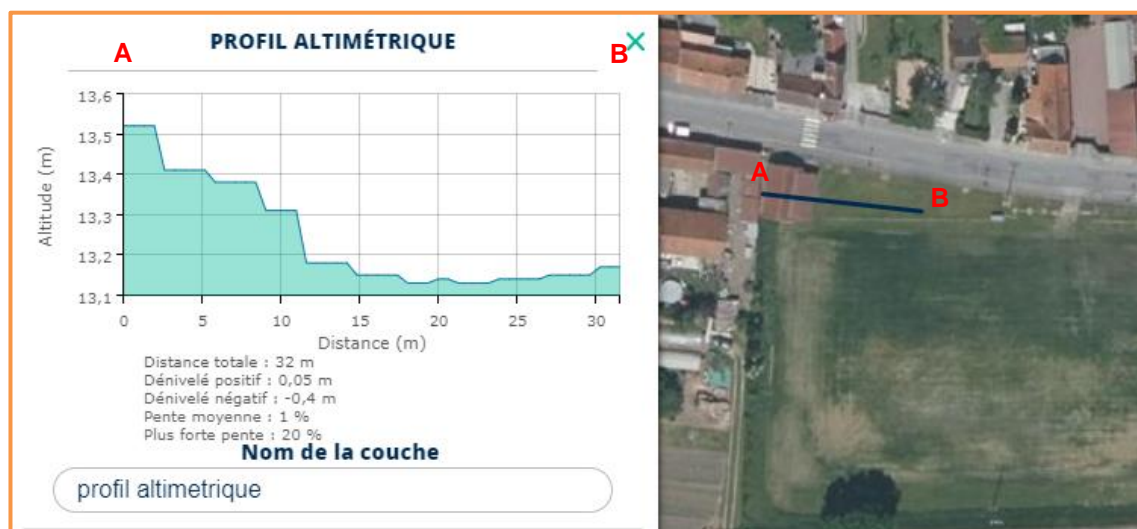 PROFIL ALTIMÉTRIQUE
A
B
13,6
13,5
13,4
13,3
13,2
13,1
Altitude (m)
0 5 10 15 20 25 30
Distance (m)
Distance totale : 32 m
Dénivelé positif : 0,05 m
Dénivelé négatif : -0,4 m
Pente moyenne : 1 %
Plus forte pente : 20 %
Nom de la couche
profil altimetrique
A
B